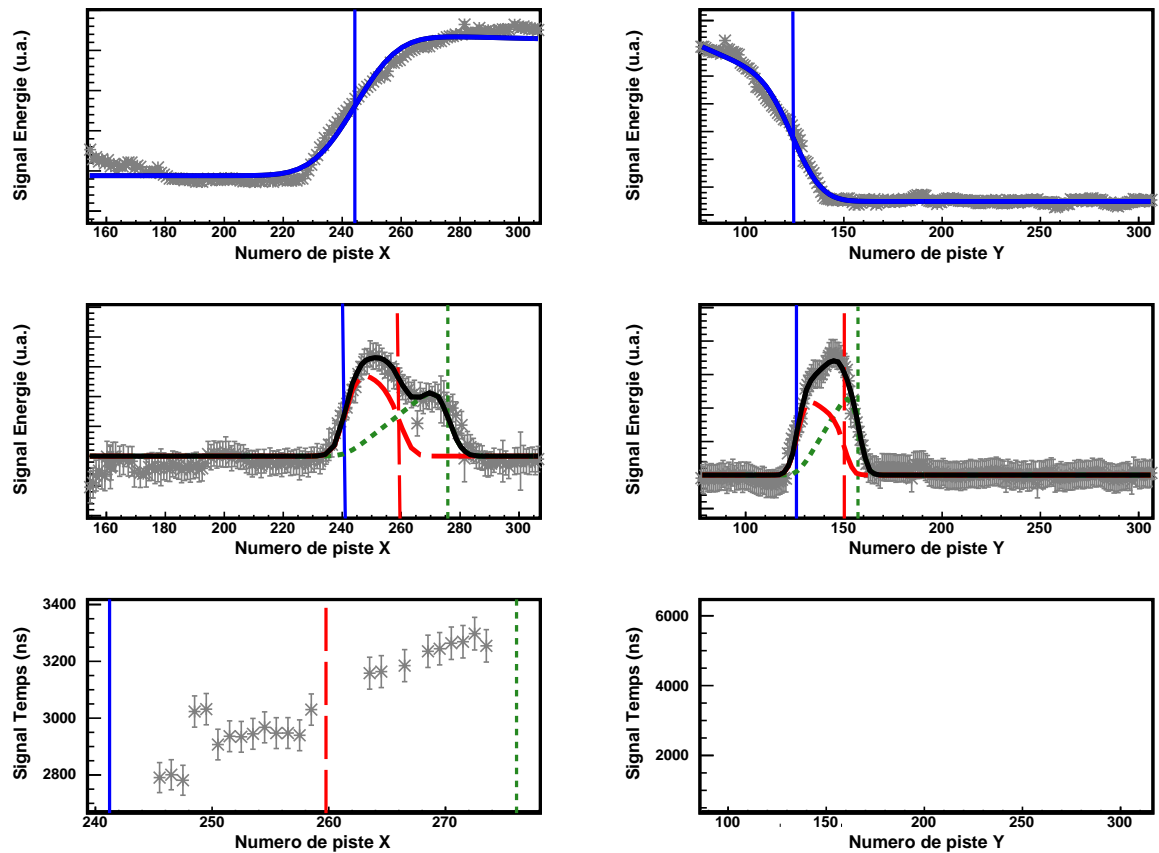 Signal Energie (u.a.)
160 180 200 220 240 260 280 300
Numero de piste X
Signal Energie (u.a.)
100 150 200 250 300
Numero de piste Y
Signal Energie (u.a.)
160 180 200 220 240 260 280 300
Numero de piste X
Signal Energie (u.a.)
100 150 200 250 300
Numero de piste Y
Signal Temps (ns)
3400
3200
3000
2800
240 250 260 270
Numero de piste X
Signal Temps (ns)
6000
4000
2000
100 150 200 250 300
Numero de piste Y